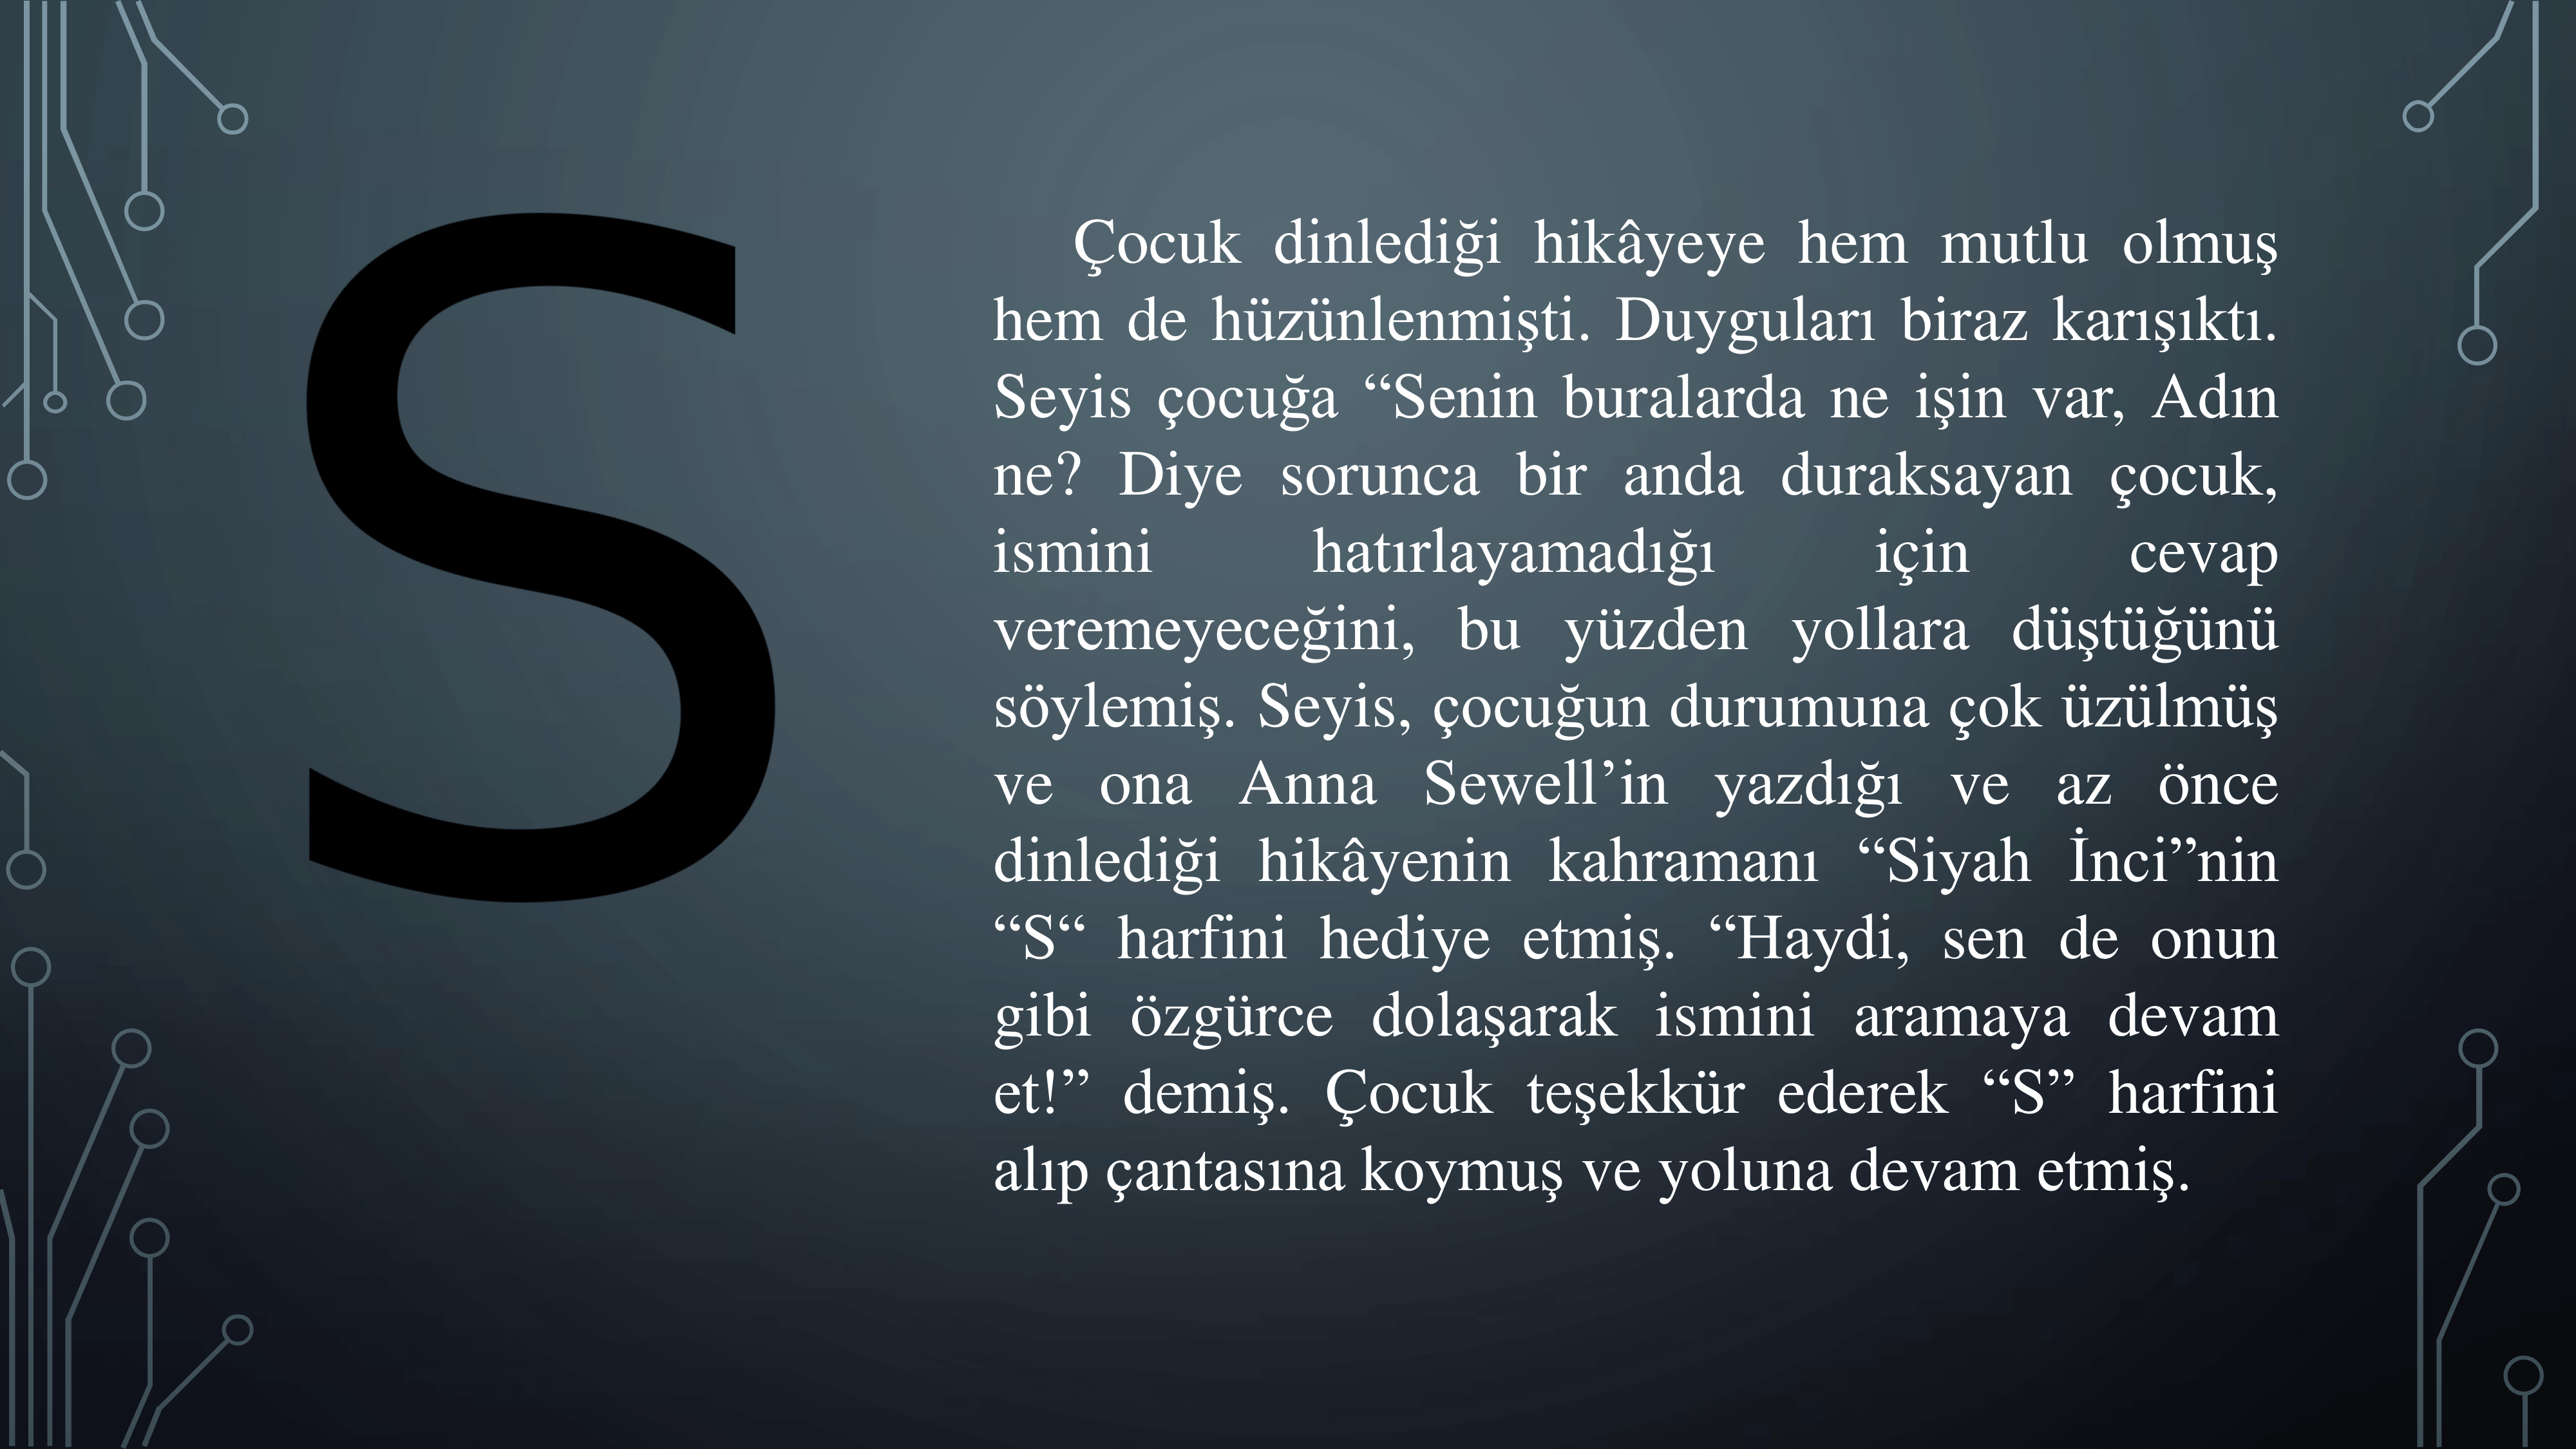 S
Çocuk dinlediği hikâyeye hem mutlu olmuş
hem de hüzünlenmişti. Duyguları biraz karışıktı.
Seyis çocuğa “Senin buralarda ne işin var, Adın
ne? Diye sorunca bir anda duraksayan çocuk,
ismini hatırlayamadığı için cevap
veremeyeceğini, bu yüzden yollara düştüğünü
söylemiş. Seyis, çocuğun durumuna çok üzülmüş
ve ona Anna Sewell’in yazdığı ve az önce
dinlediği hikâyenin kahramanı “Siyah İnci”nin
“S“ harfini hediye etmiş. “Haydi, sen de onun
gibi özgürce dolaşarak ismini aramaya devam
et!” demiş. Çocuk teşekkür ederek “S” harfini
alıp çantasına koymuş ve yoluna devam etmiş.